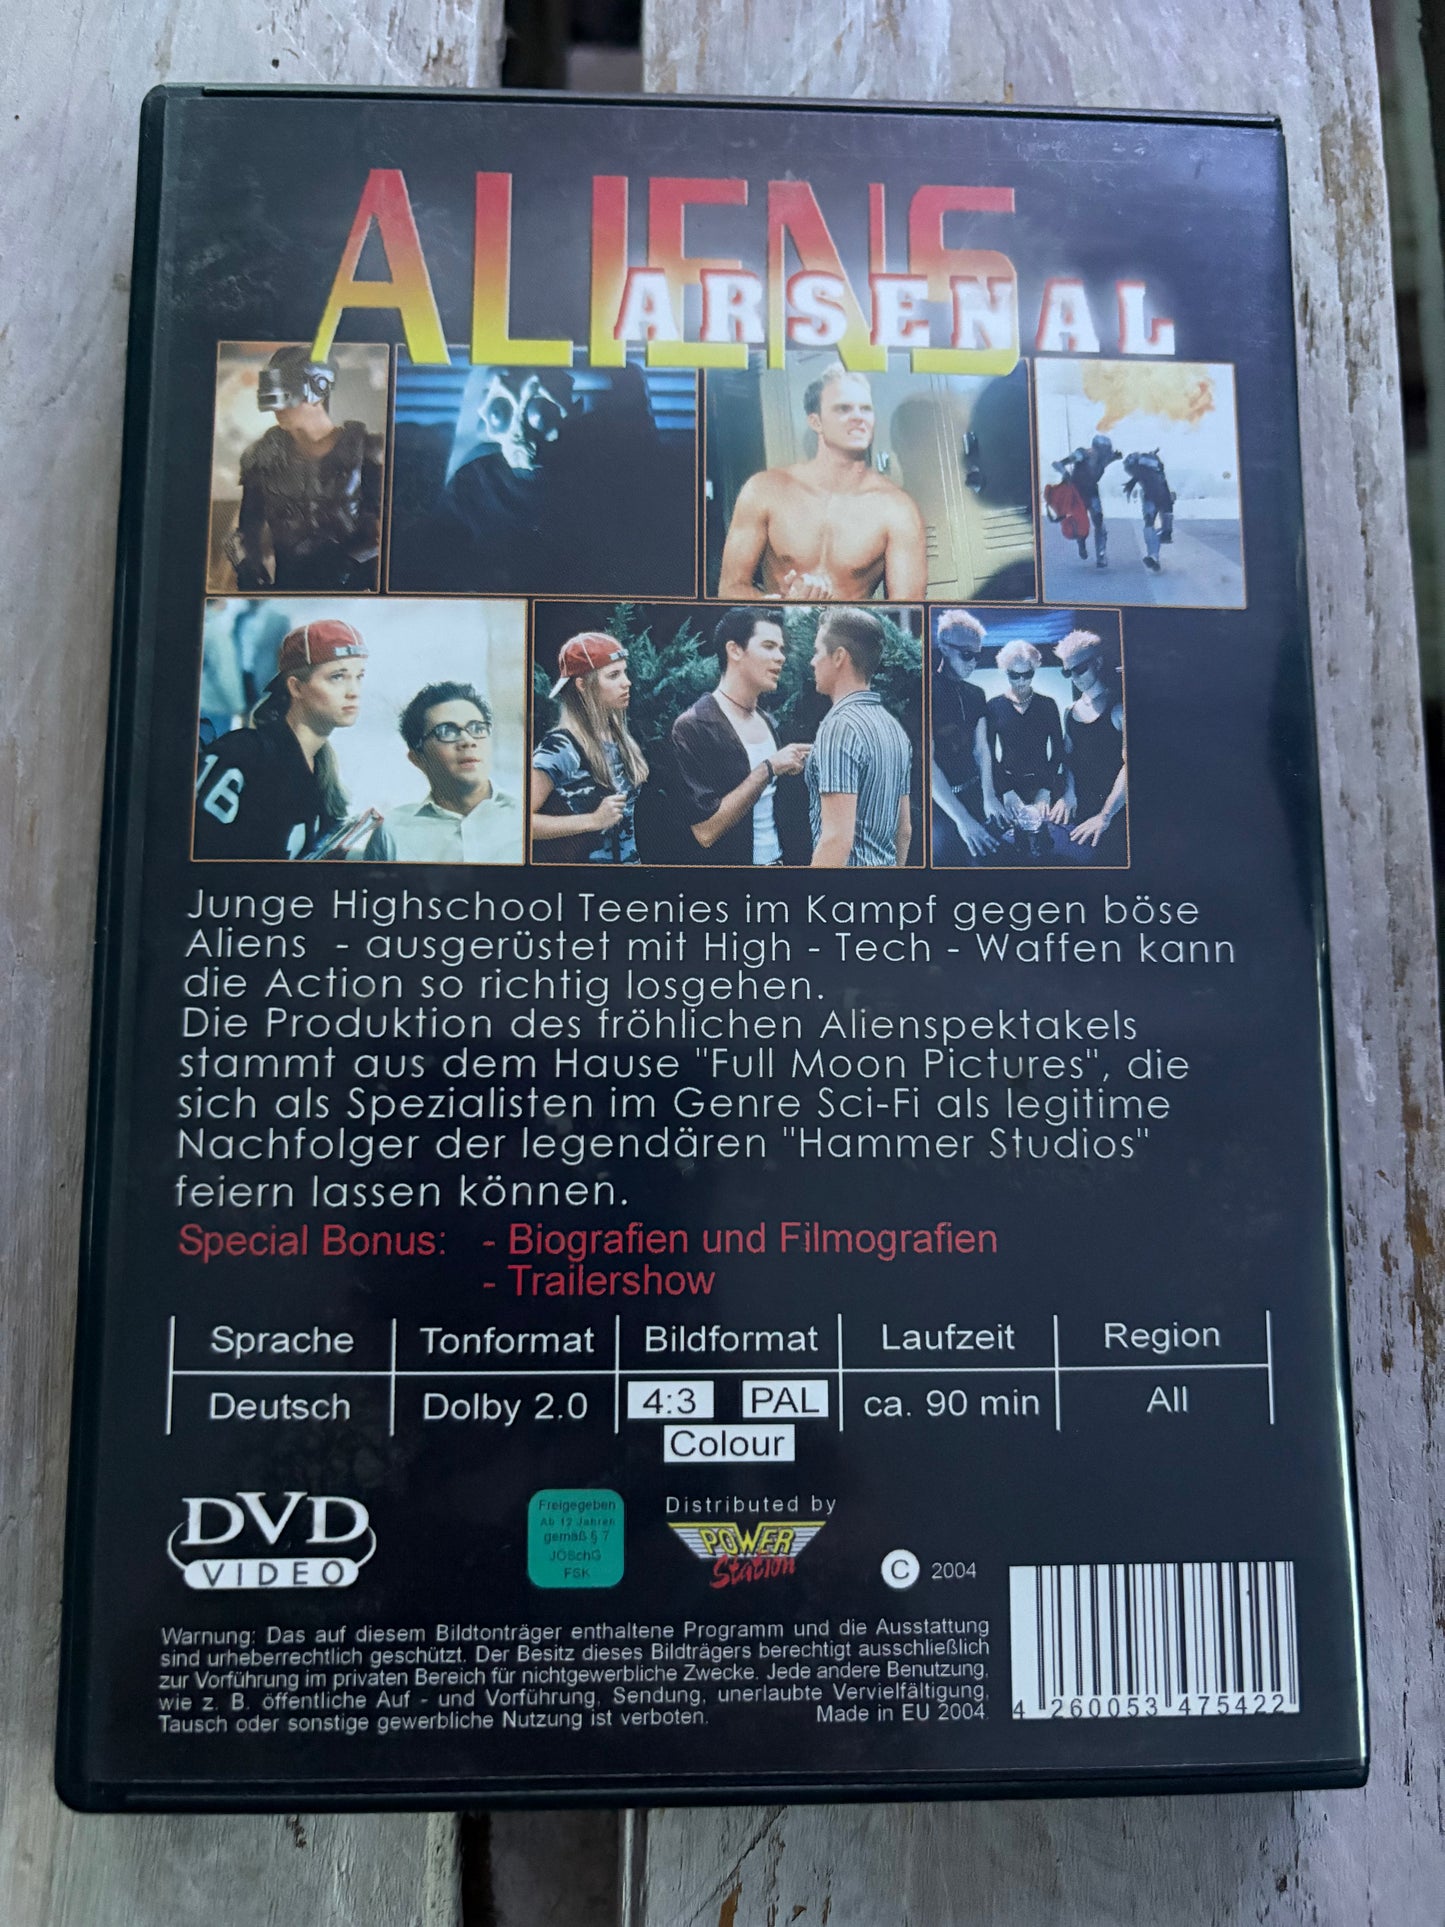 ALIENS
ARSENAL
16
Junge Highschool Teenies im Kampf gegen böse
Aliens - ausgerüstet mit High - Tech - Waffen kann
die Action so richtig losgehen.
Die Produktion des fröhlichen Alienspektakels
stammt aus dem Hause "Full Moon Pictures", die
sich als Spezialisten im Genre Sci-Fi als legitime
Nachfolger der legendären "Hammer Studios"
feiern lassen können.
Special Bonus: - Biografien und Filmografien
- Trailershow
Sprache Tonformat Bildformat Laufzeit Region
Deutsch Dolby 2.0 4:3 PAL ca. 90 min All
Colour
DVD
VIDEO
Freigegeben
Ab 12 Jahren
gemäß § 7
JÖSchG
FSK
Distributed by
POWER
Station
C 2004
Warnung: Das auf diesem Bildtonträger enthaltene Programm und die Ausstattung
sind urheberrechtlich geschützt. Der Besitz dieses Bildträgers berechtigt ausschließlich
zur Vorführung im privaten Bereich für nichtgewerbliche Zwecke. Jede andere Benutzung,
wie z. B. öffentliche Auf - und Vorführung, Sendung, unerlaubte Vervielfältigung,
Tausch oder sonstige gewerbliche Nutzung ist verboten. Made in EU 2004
4 260053 475422